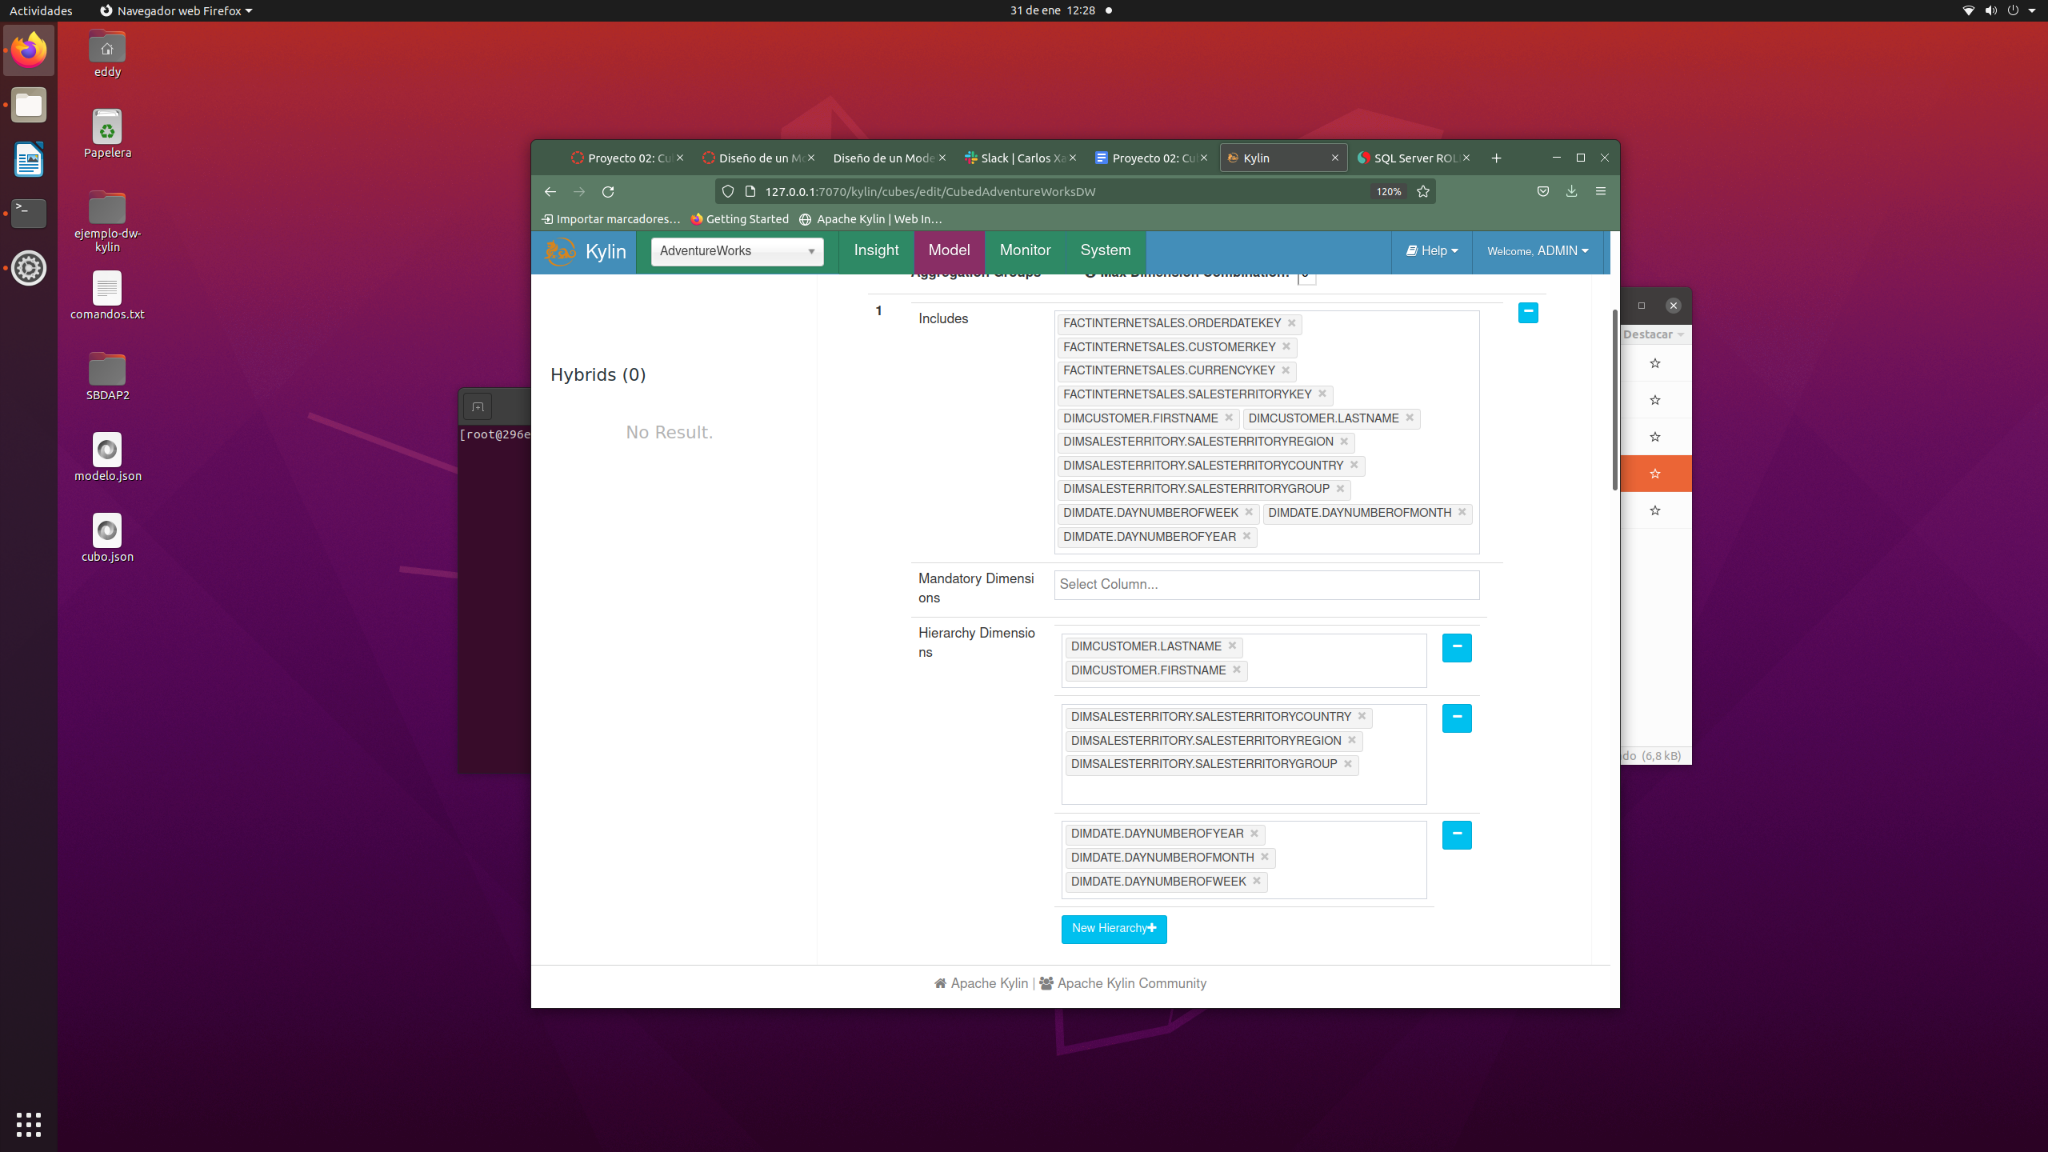 Actividades
Navegador web Firefox
31 de ene 12:28
eddy
Papelera
ejemplo-dw-
kylin
comandos.txt
SBDAP2
modelo.json
cubo.json
[root@296e
Proyecto 02: Cu
Diseño de un M
Diseño de un Mode
Slack | Carlos Xa
Proyecto 02: Cu
Kylin
SQL Server ROL
127.0.0.1:7070/kylin/cubes/edit/CubedAdventureWorksDW
120%
Importar marcadores...
Getting Started
Apache Kylin | Web In...
Kylin
AdventureWorks
Insight
Model
Monitor
System
Help
Welcome, ADMIN
Aggregation Groups
Max Dimension Combination:
Hybrids (0)
No Result.
1
Includes
FACTINTERNETSALES.ORDERDATEKEY
FACTINTERNETSALES.CUSTOMERKEY
FACTINTERNETSALES.CURRENCYKEY
FACTINTERNETSALES.SALESTERRITORYKEY
DIMCUSTOMER.FIRSTNAME DIMCUSTOMER.LASTNAME
DIMSALESTERRITORY.SALESTERRITORYREGION
DIMSALESTERRITORY.SALESTERRITORYCOUNTRY
DIMSALESTERRITORY.SALESTERRITORYGROUP
DIMDATE.DAYNUMBEROFWEEK DIMDATE.DAYNUMBEROFMONTH
DIMDATE.DAYNUMBEROFYEAR
Mandatory Dimensi
ons
Select Column...
Hierarchy Dimensio
ns
DIMCUSTOMER.LASTNAME
DIMCUSTOMER.FIRSTNAME
DIMSALESTERRITORY.SALESTERRITORYCOUNTRY
DIMSALESTERRITORY.SALESTERRITORYREGION
DIMSALESTERRITORY.SALESTERRITORYGROUP
DIMDATE.DAYNUMBEROFYEAR
DIMDATE.DAYNUMBEROFMONTH
DIMDATE.DAYNUMBEROFWEEK
New Hierarchy
Apache Kylin | Apache Kylin Community
Destacar
do (6,8 kB)